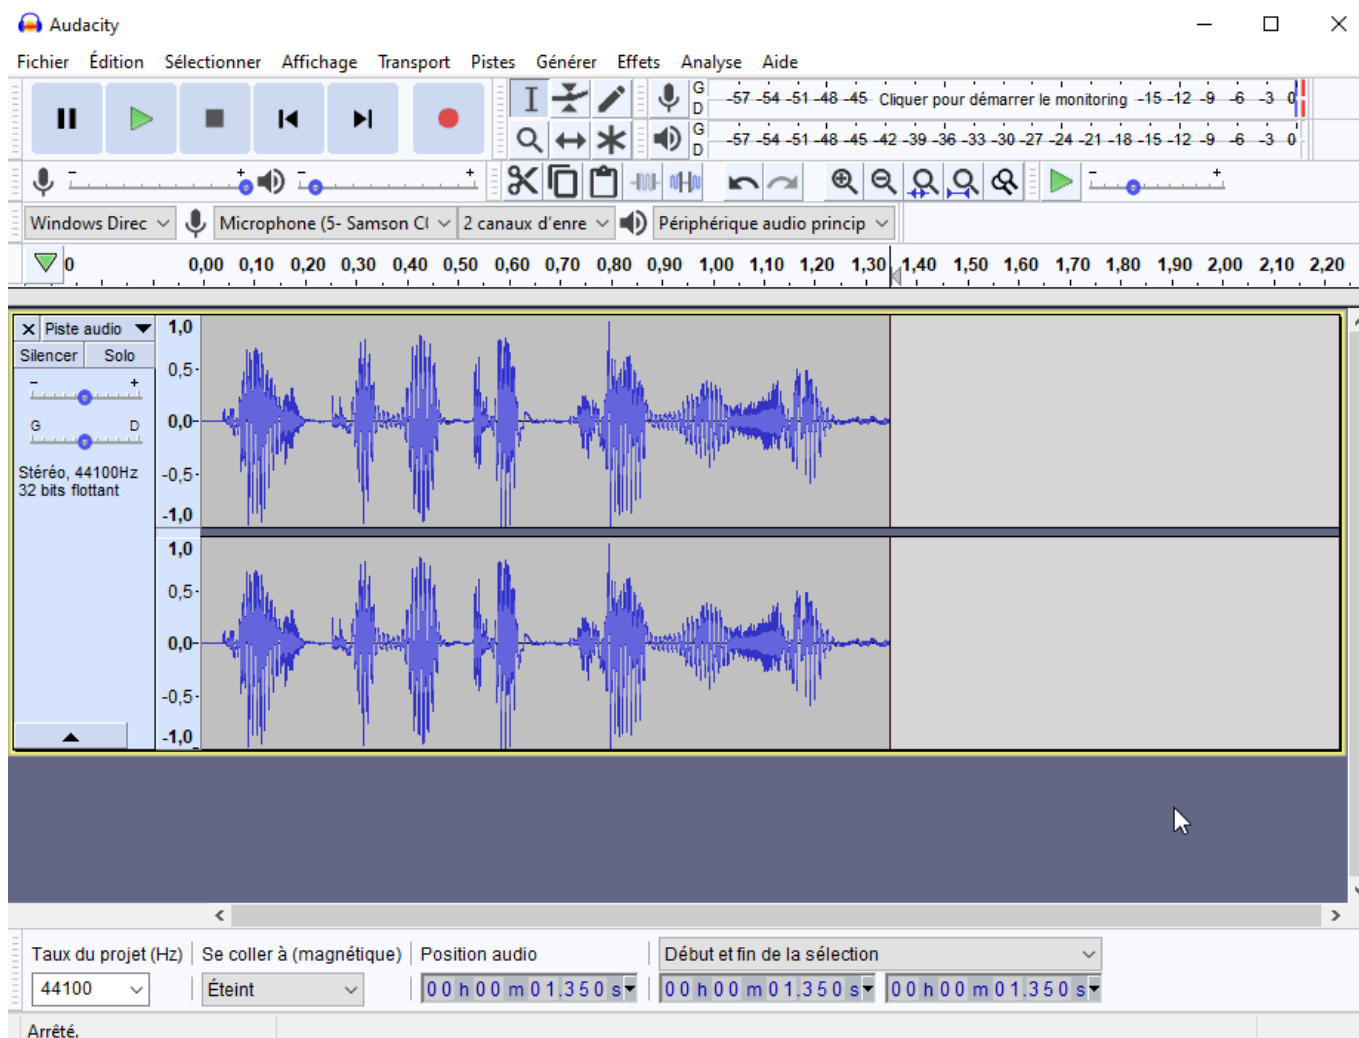 Audacity
Fichier Édition Sélectionner Affichage Transport Pistes Générer Effets Analyse Aide
G
D
-57 -54 -51 -48 -45 Cliquer pour démarrer le monitoring -15 -12 -9 -6 -3 0
G
D
-57 -54 -51 -48 -45 -42 -39 -36 -33 -30 -27 -24 -21 -18 -15 -12 -9 -6 -3 0
- + - + - +
Windows Direc Microphone (5- Samson C 2 canaux d'enre Périphérique audio princip
0 0,00 0,10 0,20 0,30 0,40 0,50 0,60 0,70 0,80 0,90 1,00 1,10 1,20 1,30 1,40 1,50 1,60 1,70 1,80 1,90 2,00 2,10 2,20
Piste audio
Silencer Solo
- +
G D
Stéréo, 44100Hz
32 bits flottant
1,0
0,5-
0,0-
-0,5-
-1,0
1,0
0,5-
0,0-
-0,5-
-1,0
Taux du projet (Hz) Se coller à (magnétique) Position audio Début et fin de la sélection
44100 Éteint 00 h 00 m 01.350 s 00 h 00 m 01.350 s 00 h 00 m 01.350 s
Arrêté.